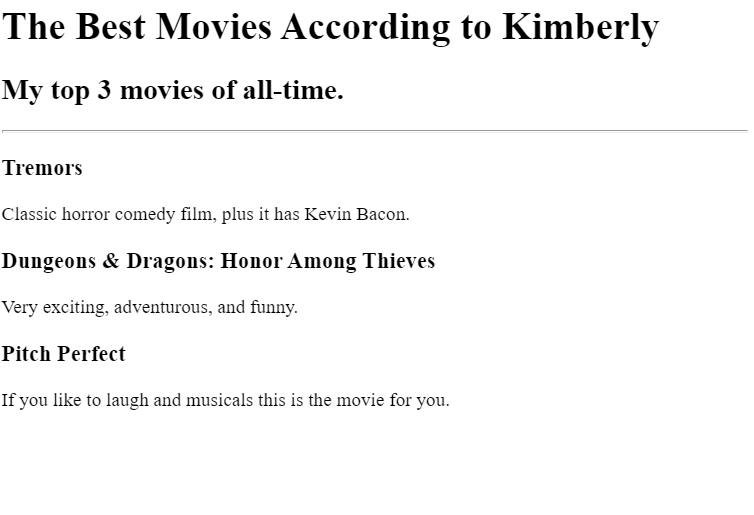 The Best Movies According to Kimberly
My top 3 movies of all-time.
Tremors
Classic horror comedy film, plus it has Kevin Bacon.
Dungeons & Dragons: Honor Among Thieves
Very exciting, adventurous, and funny.
Pitch Perfect
If you like to laugh and musicals this is the movie for you.